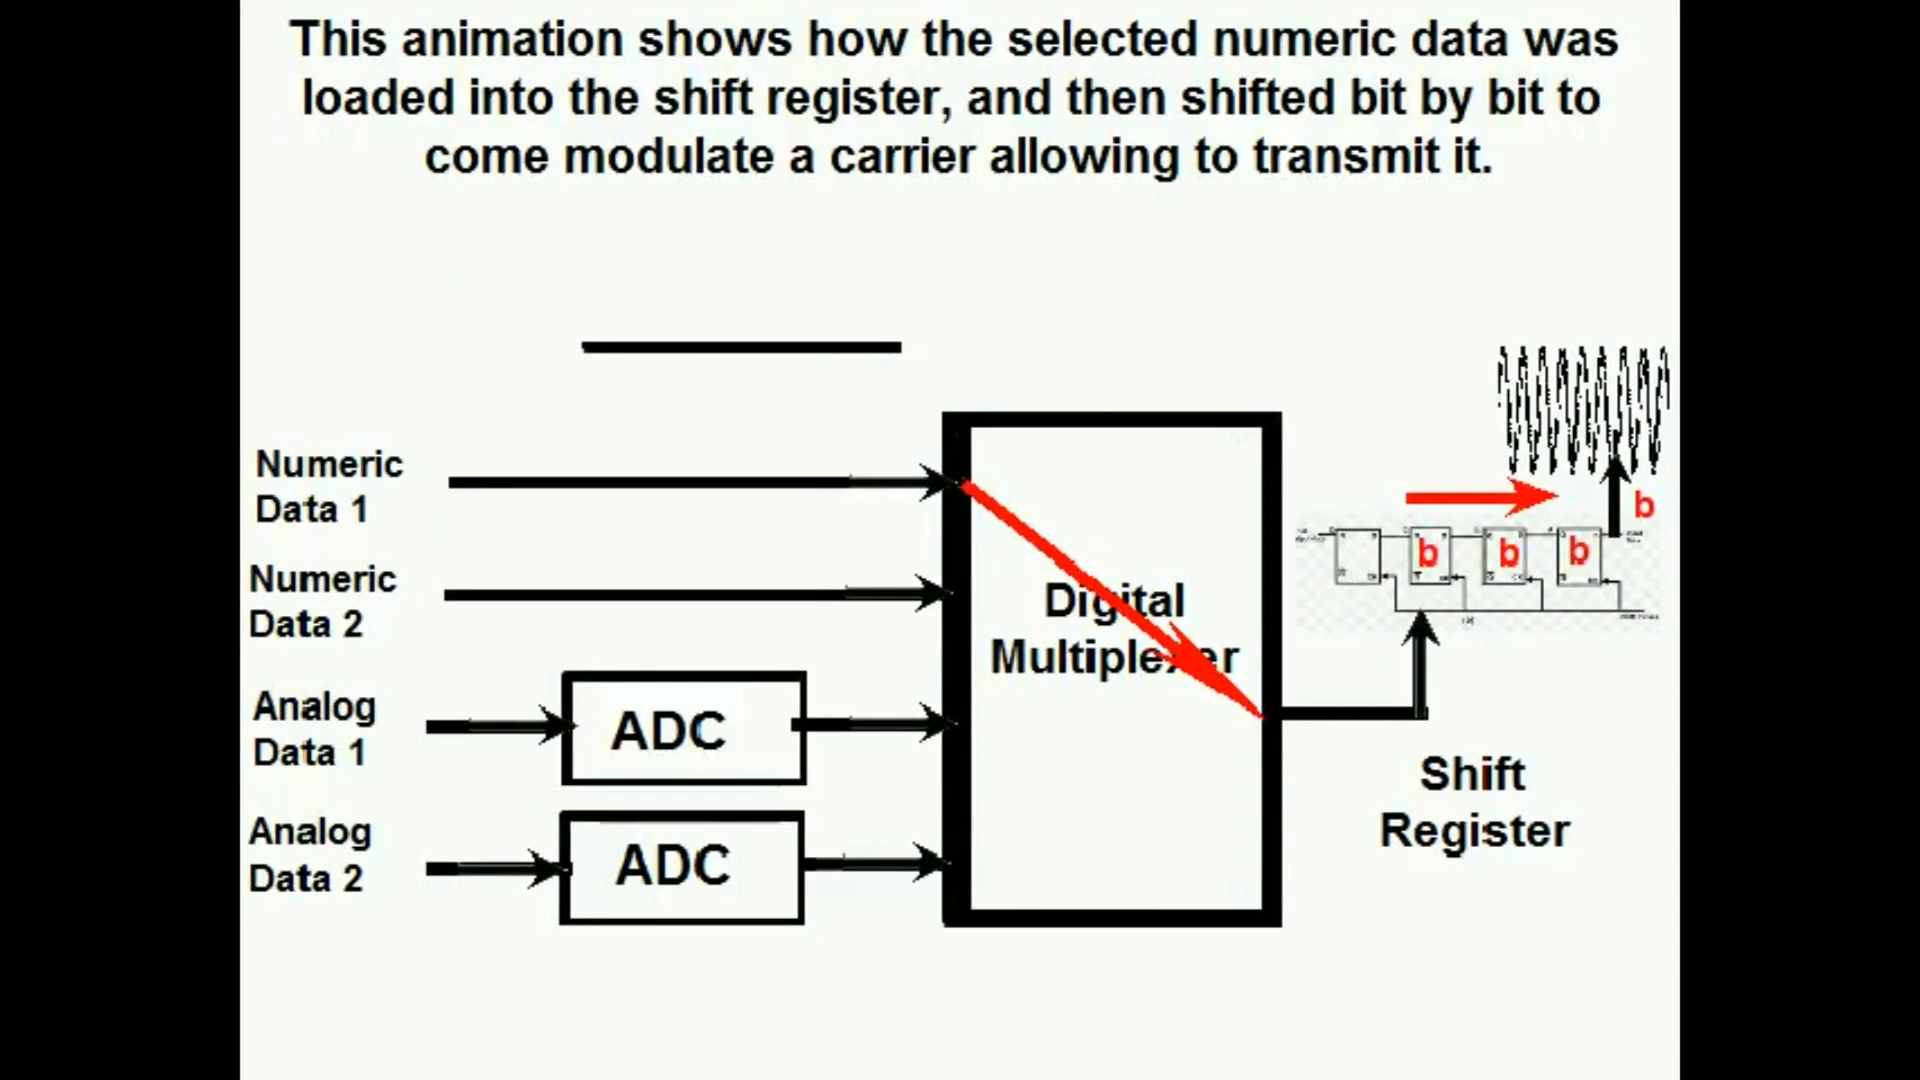 This animation shows how the selected numeric data was
loaded into the shift register, and then shifted bit by bit to
come modulate a carrier allowing to transmit it.
Numeric
Data 1
Numeric
Data 2
Analog
Data 1
Analog
Data 2
ADC
ADC
Digital
Multiplexer
b
b
b
b
Shift
Register